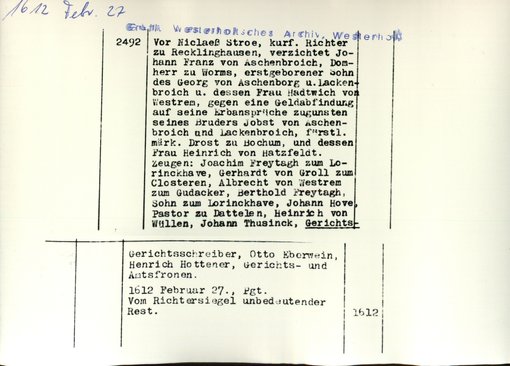 1612 Febr. 27
Gräfl. Westerholtsches Archiv, Westerholt
2492 Vor Niclaeß Stroe, kurf. Richter
zu Recklinghausen, verzichtet Jo-
hann Franz von Aschenbroich, Dom-
herr zu Worms, erstgeborener Sohn
des Georg von Aschenborg u.Lacken-
broich u. dessen Frau Hadtwich von
Westrem, gegen eine Geldabfindung
auf seine Erbansprüche zugunsten
seines Bruders Jobst von Aschen-
broich und Lackenbroich, fürstl.
märk. Drost zu Bochum, und dessen
Frau Heinrich von Hatzfeldt.
Zeugen: Joachim Freytagh zum Lo-
rinckhave, Gerhardt von Groll zum
Closteren, Albrecht von Westrem
zum Gudacker, Berthold Freytagh,
Sohn zum Lorinckhave, Johann Hove,
Pastor zu Dattelen, Heinrich von
Wüllen, Johann Thusinck, Gerichts-
Gerichtsschreiber, Otto Eberwein,
Henrich Hottener, Gerichts- und
Amtsfronen.
1612 Februar 27., Pgt.
Vom Richtersiegel unbedeutender
Rest.
1612